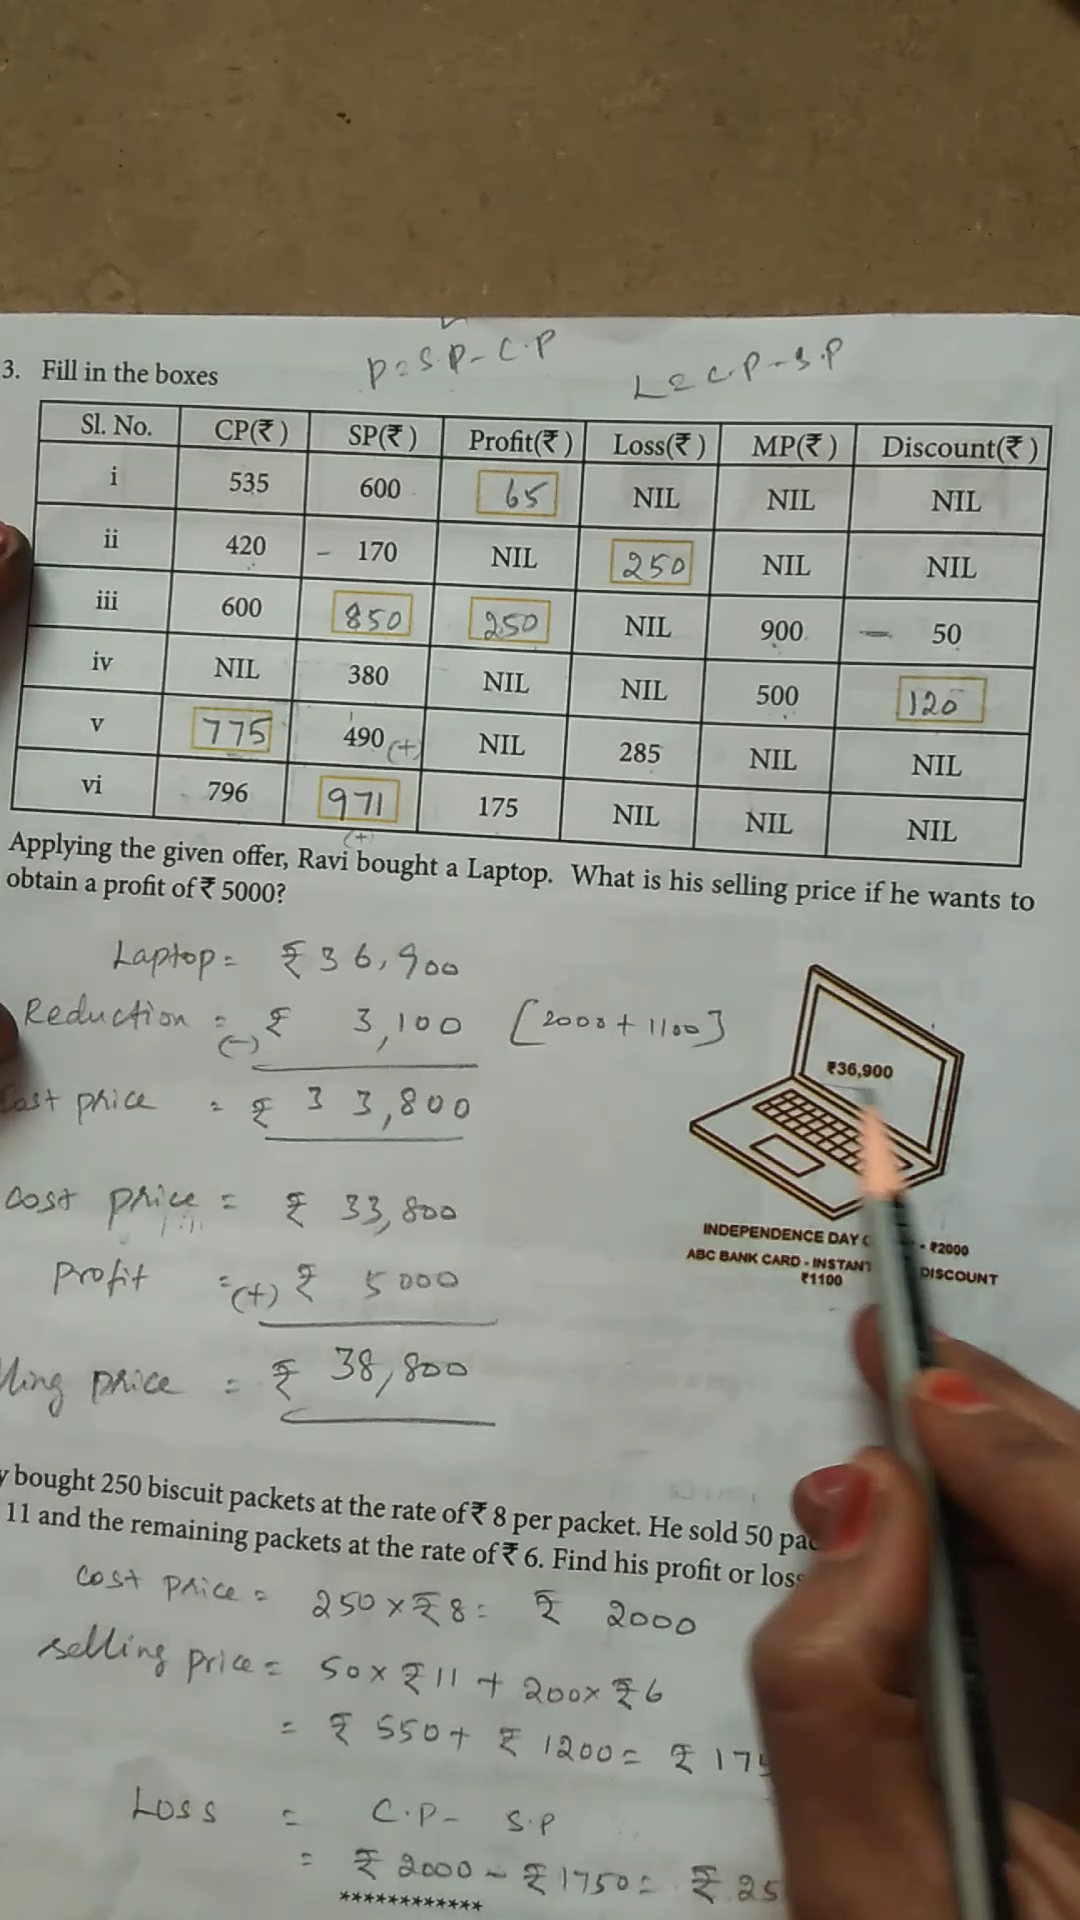 P=S.P-C.P
L=C.P-S.P
3. Fill in the boxes
Sl. No. CP(₹) SP(₹) Profit(₹) Loss(₹) MP(₹) Discount(₹)
i 535 600 65 NIL NIL NIL
ii 420 - 170 NIL 250 NIL NIL
iii 600 850 250 NIL 900 - 50
iv NIL 380 NIL NIL 500 120
v 775 490 (+) NIL 285 NIL NIL
vi 796 971 175 NIL NIL NIL
(+)
Applying the given offer, Ravi bought a Laptop. What is his selling price if he wants to
obtain a profit of ₹ 5000?
Laptop = ₹ 36,900
Reduction = (-) ₹ 3,100 [2000 + 1100]
Cost price = ₹ 33,800
₹36,900
Cost price = ₹ 33,800
INDEPENDENCE DAY - ₹2000
ABC BANK CARD - INSTANT DISCOUNT
₹1100
Profit = (+) ₹ 5000
lling price = ₹ 38,800
y bought 250 biscuit packets at the rate of ₹ 8 per packet. He sold 50 pac
11 and the remaining packets at the rate of ₹ 6. Find his profit or loss
Cost price = 250 × ₹8 = ₹ 2000
Selling price = 50 × ₹11 + 200× ₹6
= ₹ 550 + ₹ 1200 = ₹ 175
Loss = C.P - S.P
= ₹ 2000 - ₹1750 = ₹ 25
************